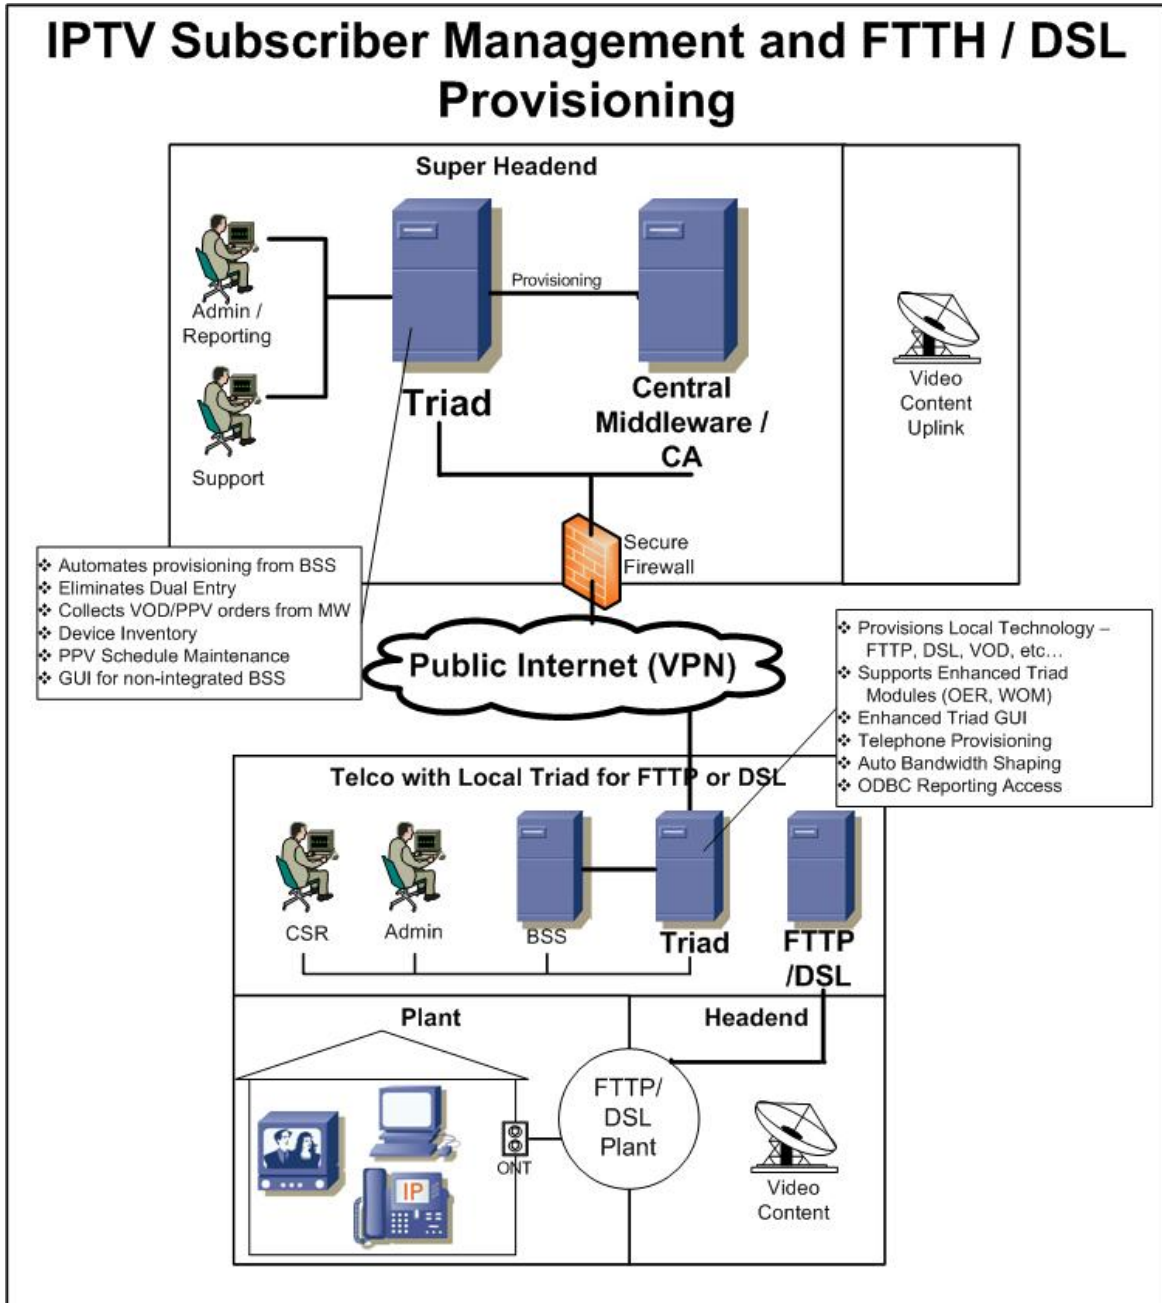 IPTV Subscriber Management and FTTH / DSL
Provisioning
Super Headend
Admin /
Reporting
Support
Provisioning
Triad
Central
Middleware /
CA
Video
Content
Uplink
Secure
Firewall
❖ Automates provisioning from BSS
❖ Eliminates Dual Entry
❖ Collects VOD/PPV orders from MW
❖ Device Inventory
❖ PPV Schedule Maintenance
❖ GUI for non-integrated BSS
Public Internet (VPN)
❖ Provisions Local Technology –
FTTP, DSL, VOD, etc…
❖ Supports Enhanced Triad
Modules (OER, WOM)
❖ Enhanced Triad GUI
❖ Telephone Provisioning
❖ Auto Bandwidth Shaping
❖ ODBC Reporting Access
Telco with Local Triad for FTTP or DSL
CSR
Admin
BSS
Triad
FTTP
/DSL
Plant
Headend
IP
ONT
FTTP/
DSL
Plant
Video
Content